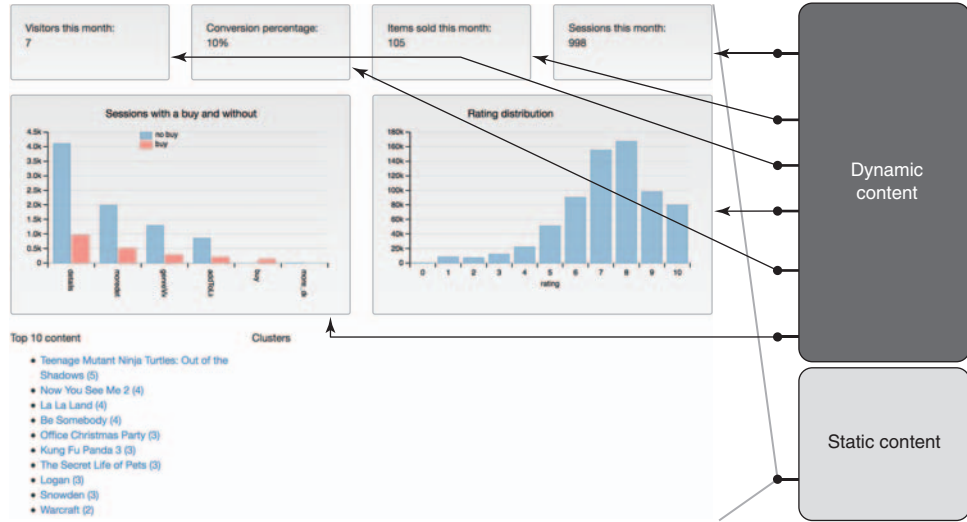 Visitors this month:
7
Conversion percentage:
10%
Items sold this month:
105
Sessions this month:
998
Dynamic
content
Sessions with a buy and without
no buy
buy
4.5k
4.0k
3.5k
3.0k
2.5k
2.0k
1.5k
1.0k
0.5k
0
details
buy
Rating distribution
180k
160k
140k
120k
100k
80k
60k
40k
20k
0
0 1 2 3 4 5 6 7 8 9 10
rating
Top 10 content
Clusters
Teenage Mutant Ninja Turtles: Out of the
Shadows (5)
Now You See Me 2 (4)
La La Land (4)
Be Somebody (4)
Office Christmas Party (3)
Kung Fu Panda 3 (3)
The Secret Life of Pets (3)
Logan (3)
Snowden (3)
Warcraft (2)
Static content